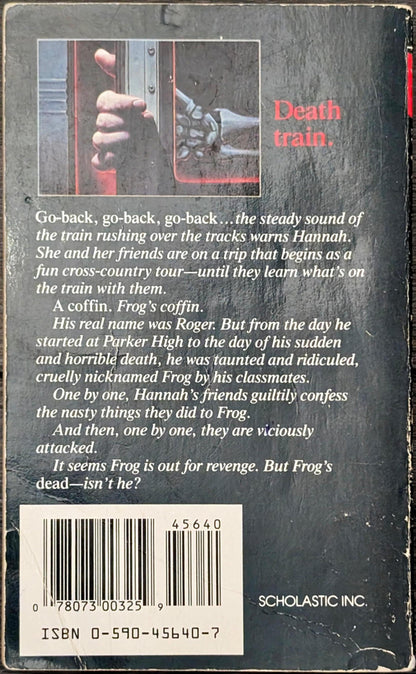 Death
train.
Go-back, go-back, go-back...the steady sound of
the train rushing over the tracks warns Hannah.
She and her friends are on a trip that begins as a
fun cross-country tour—until they learn what's on
the train with them.
A coffin. Frog's coffin.
His real name was Roger. But from the day he
started at Parker High to the day of his sudden
and horrible death, he was taunted and ridiculed,
cruelly nicknamed Frog by his classmates.
One by one, Hannah's friends guiltily confess
the nasty things they did to Frog.
And then, one by one, they are viciously
attacked.
It seems Frog is out for revenge. But Frog's
dead—isn't he?
45640
0 78073 00325 9
SCHOLASTIC INC.
ISBN 0-590-45640-7